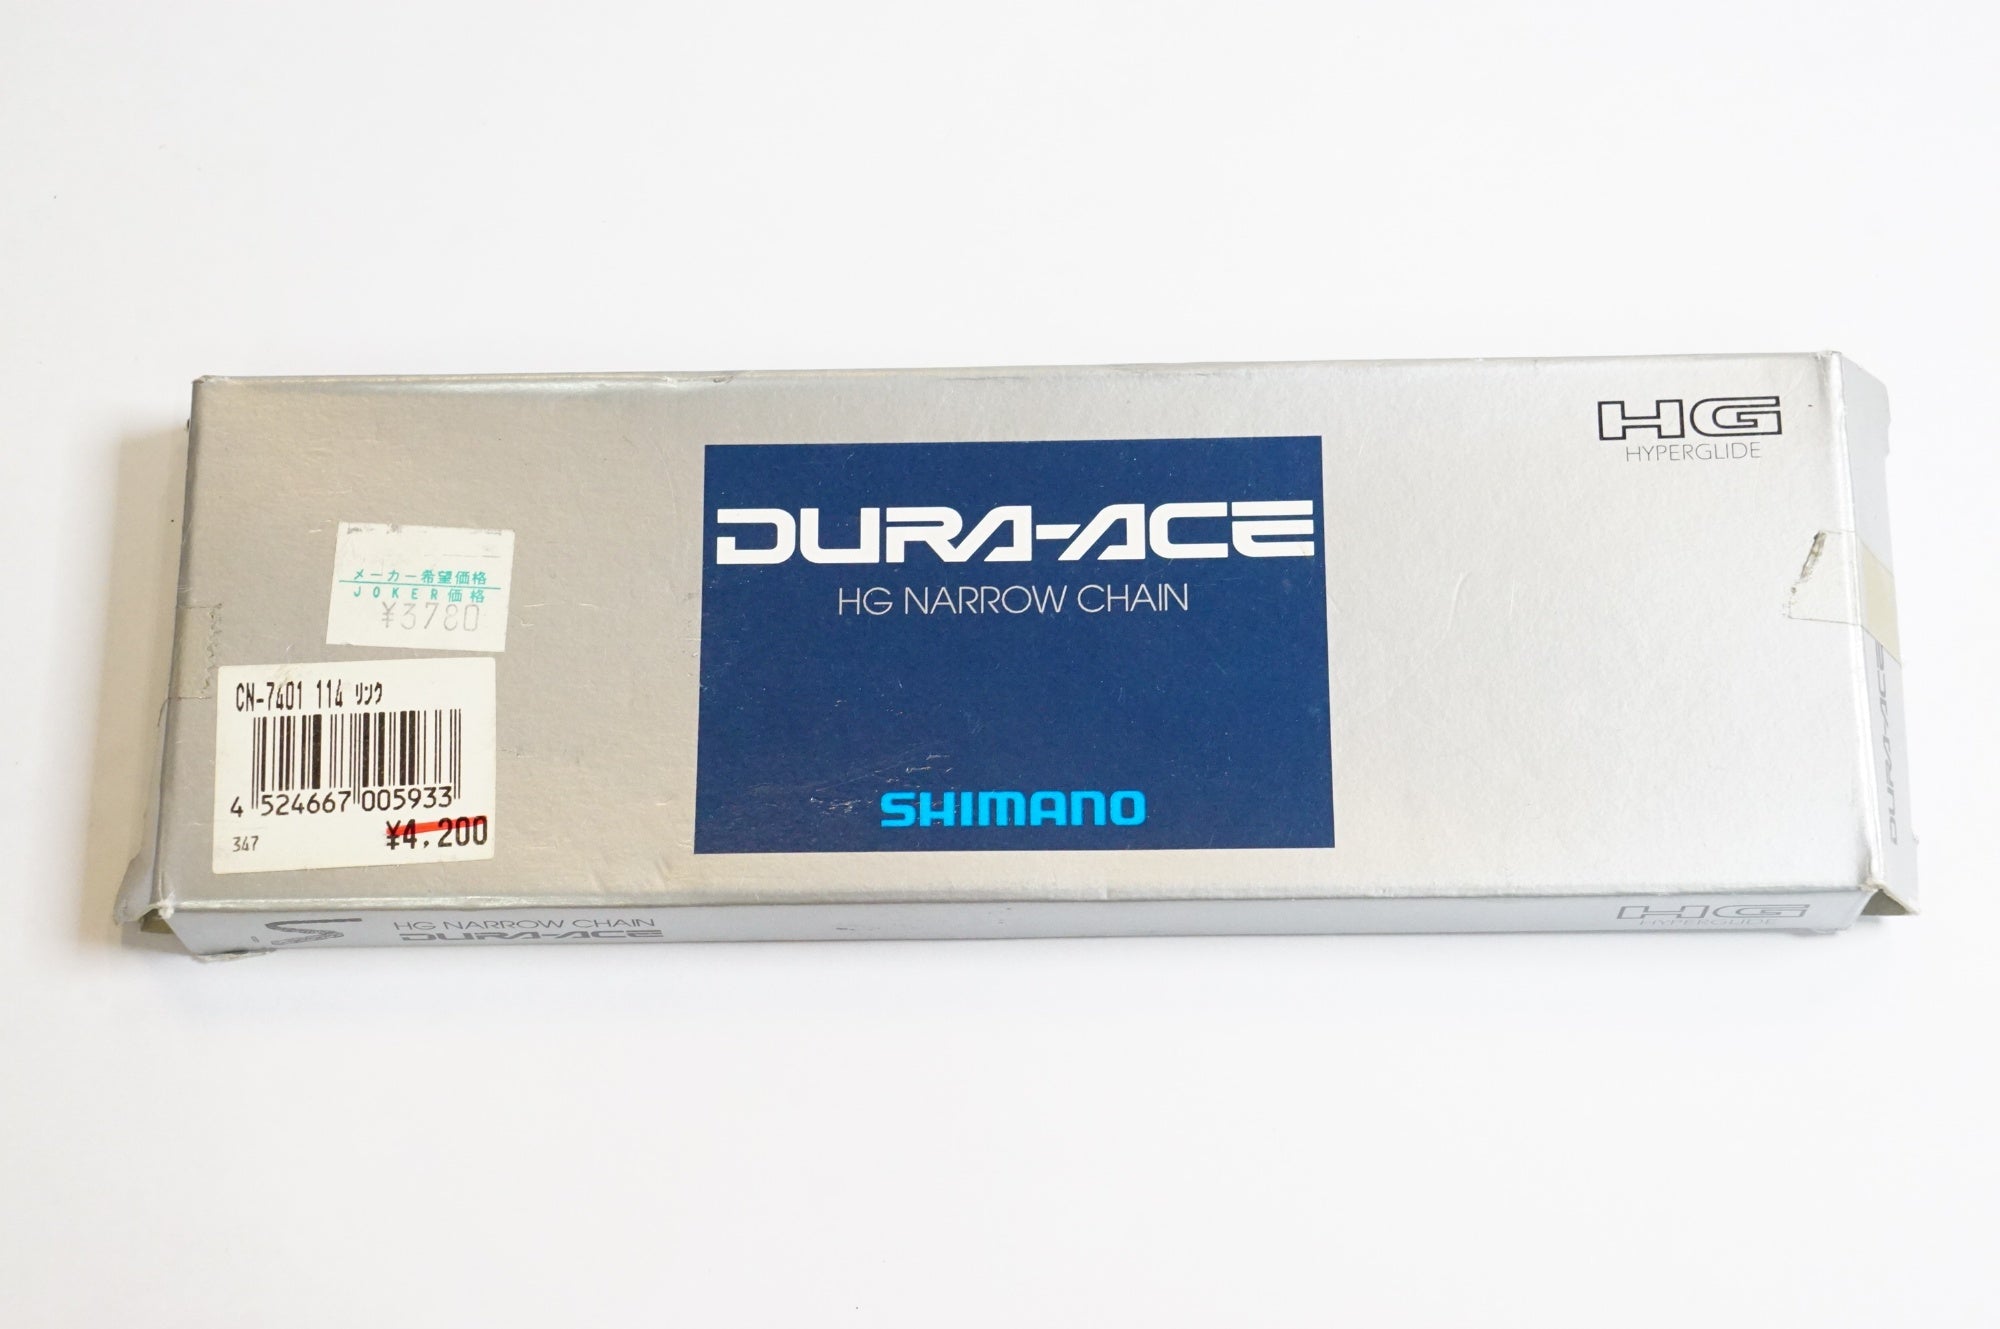 HG
HYPERGLIDE
DURA-ACE
HG NARROW CHAIN
SHIMANO
メーカー希望価格
JOKER価格
¥3780
CN-7401 114 リンク
4 524667 005933
347
¥4,200
HG NARROW CHAIN
DURA-ACE
HG
HYPERGLIDE
DURA-ACE